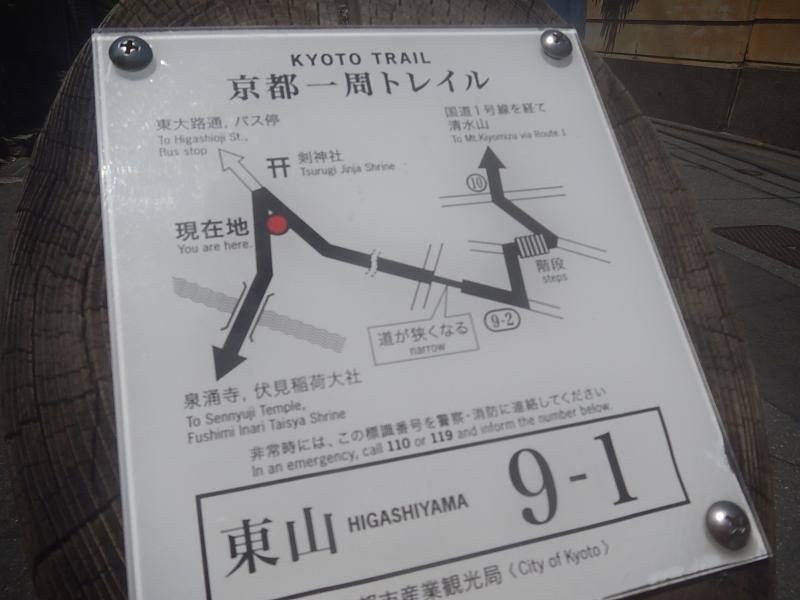 KYOTO TRAIL
京都一周トレイル
東大路通, バス停
To Higashioji St.,
Bus stop
剣神社
Tsurugi Jinja Shrine
国道1号線を経て
清水山
To Mt.Kiyomizu via Route 1
⑩
現在地
You are here.
階段
steps
道が狭くなる
narrow
9-2
泉涌寺, 伏見稲荷大社
To Sennyuji Temple,
Fushimi Inari Taisya Shrine
非常時には、この標識番号を警察・消防に連絡してください
In an emergency, call 110 or 119 and inform the number below.
東山 HIGASHIYAMA 9-1
都市産業観光局〈City of Kyoto〉